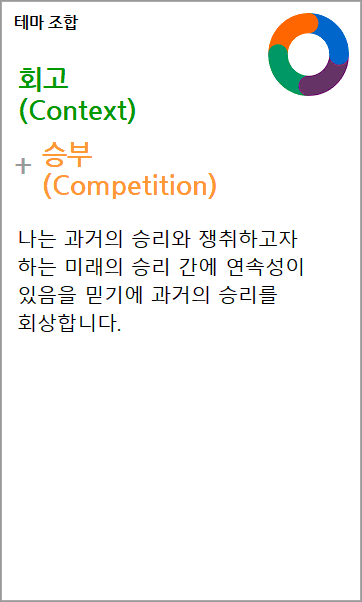 테마 조합
회고
(Context)
+ 승부
(Competition)
나는 과거의 승리와 쟁취하고자
하는 미래의 승리 간에 연속성이
있음을 믿기에 과거의 승리를
회상합니다.